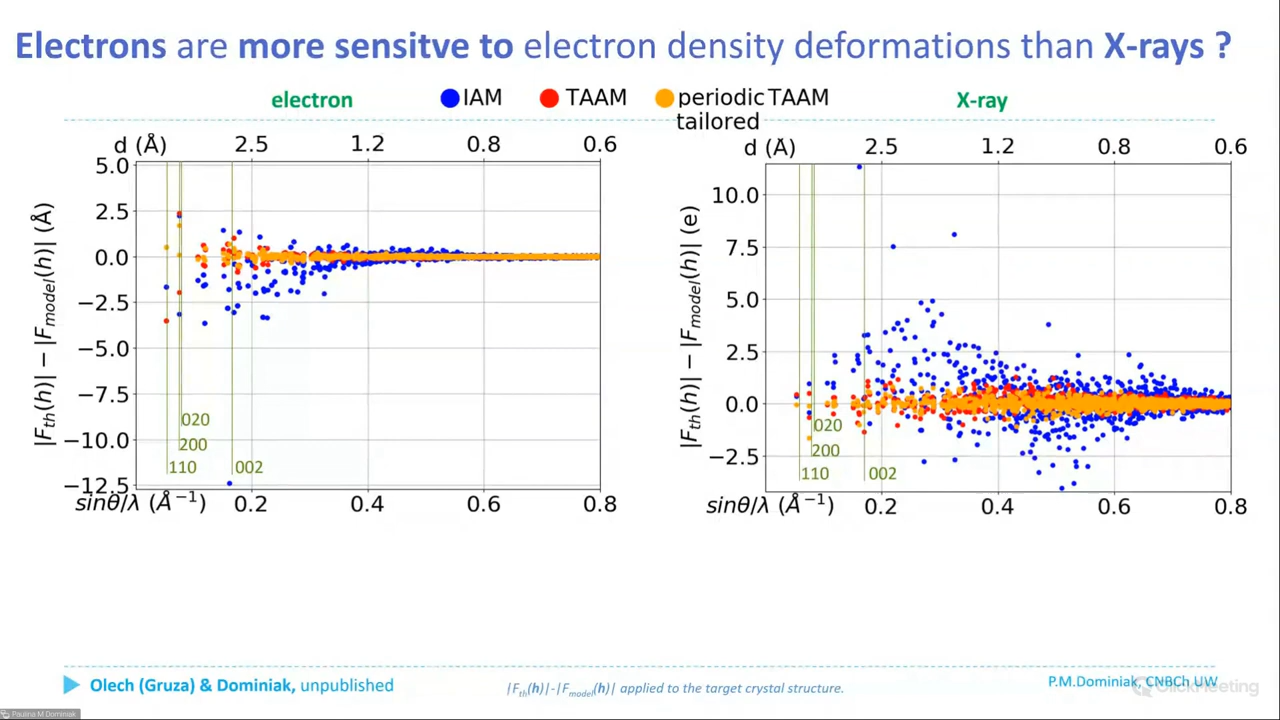 Electrons are more sensitve to electron density deformations than X-rays ?
electron
IAM
TAAM
periodic TAAM
tailored
X-ray
d (Å) 2.5 1.2 0.8 0.6
5.0
2.5
0.0
−2.5
−5.0
−7.5
−10.0
−12.5
|Fth(h)| − |Fmodel(h)| (Å)
020
200
110 002
sinθ/λ (Å⁻¹) 0.2 0.4 0.6 0.8
d (Å) 2.5 1.2 0.8 0.6
10.0
7.5
5.0
2.5
0.0
−2.5
|Fth(h)| − |Fmodel(h)| (e)
020
200
110 002
sinθ/λ (Å⁻¹) 0.2 0.4 0.6 0.8
Olech (Gruza) & Dominiak, unpublished
|Fth(h)|-|Fmodel(h)| applied to the target crystal structure.
P.M.Dominiak, CNBCh UW
ClickMeeting
Paulina M Dominiak